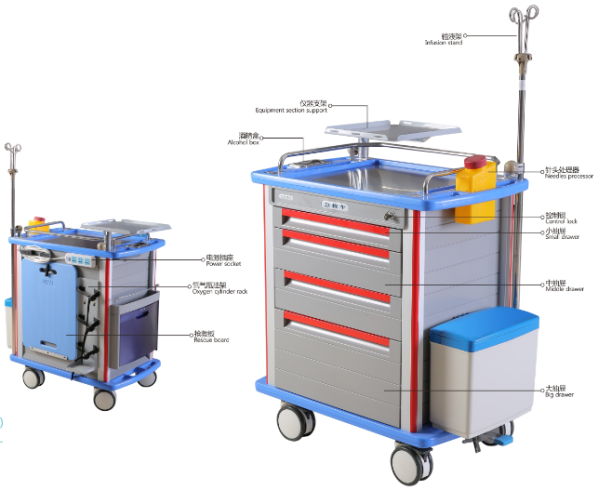 输液架
Infusion stand
仪器支架
Equipment section support
酒精盒
Alcohol box
针头处理器
Needles processor
控制锁
Control lock
小抽屉
Small drawer
中抽屉
Middle drawer
大抽屉
Big drawer
电源插座
Power socket
氧气瓶挂架
Oxygen cylinder rack
抢救板
Rescue board